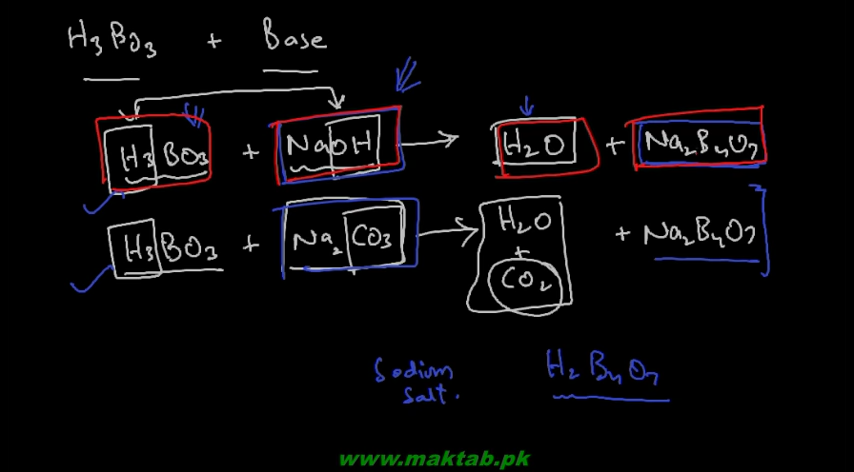 H₃BO₃ + Base
H₃BO₃ + NaOH → H₂O + Na₂B₄O₇
H₃BO₃ + Na₂CO₃ → H₂O + CO₂ + Na₂B₄O₇
Sodium salt. H₂B₄O₇
www.maktab.pk